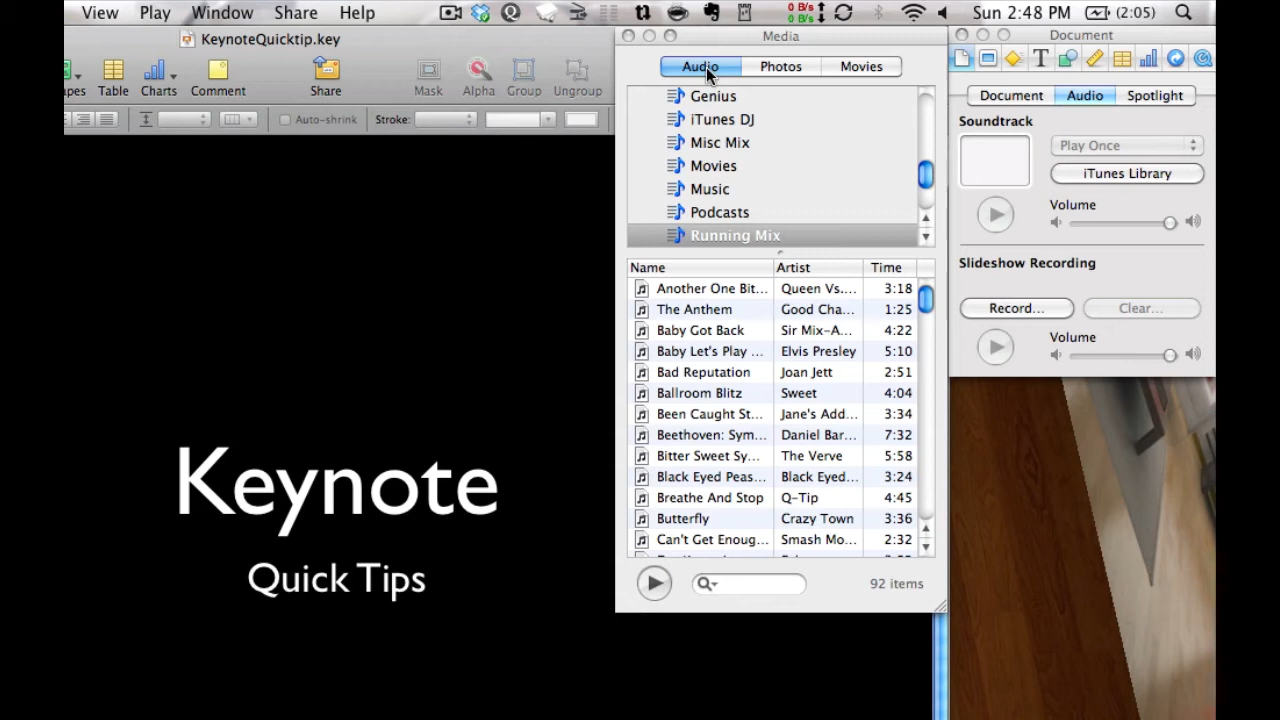 View Play Window Share Help
0 B/s
0 B/s
Sun 2:48 PM (2:05)
KeynoteQuicktip.key
apes Table Charts Comment Share Mask Alpha Group Ungroup
Auto-shrink Stroke:
Media
Audio Photos Movies
Genius
iTunes DJ
Misc Mix
Movies
Music
Podcasts
Running Mix
Name Artist Time
Another One Bit... Queen Vs.... 3:18
The Anthem Good Cha... 1:25
Baby Got Back Sir Mix-A... 4:22
Baby Let's Play ... Elvis Presley 5:10
Bad Reputation Joan Jett 2:51
Ballroom Blitz Sweet 4:04
Been Caught St... Jane's Add... 3:34
Beethoven: Sym... Daniel Bar... 7:32
Bitter Sweet Sy... The Verve 5:58
Black Eyed Peas... Black Eyed... 3:24
Breathe And Stop Q-Tip 4:45
Butterfly Crazy Town 3:36
Can't Get Enoug... Smash Mo... 2:32
92 items
Document
Document Audio Spotlight
Soundtrack
Play Once
iTunes Library
Volume
Slideshow Recording
Record... Clear...
Volume
Keynote
Quick Tips